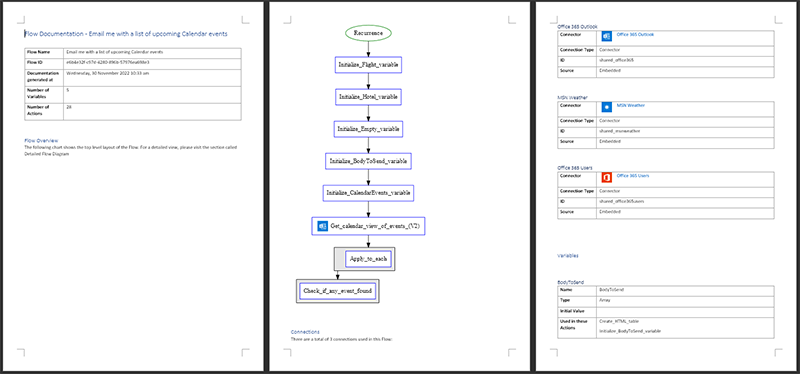 Flow Documentation - Email me with a list of upcoming Calendar events
Flow Name Email me with a list of upcoming Calendar events
Flow ID
Documentation generated at Wednesday, 30 November 2022 10:33 am
Number of Variables 5
Number of Actions 28
Flow Overview
The following chart shows the top level layout of the Flow. For a detailed view, please visit the section called
Detailed Flow Diagram
Recurrence
Initialize_Flight_variable
Initialize_Hotel_variable
Initialize_Empty_variable
Initialize_BodyToSend_variable
Initialize_CalendarEvents_variable
Get_calendar_view_of_events_(V2)
Apply_to_each
Check_if_any_event_found
Connections
There are a total of 3 connections used in this Flow:
Office 365 Outlook
Connector Office 365 Outlook
Connection Type Connector
ID shared_office365
Source Embedded
MSN Weather
Connector MSN Weather
Connection Type Connector
ID shared_msnweather
Source Embedded
Office 365 Users
Connector Office 365 Users
Connection Type Connector
ID shared_office365users
Source Embedded
Variables
BodyToSend
Name BodyToSend
Type Array
Initial Value
Used in these Actions Create_HTML_table
Initialize_BodyToSend_variable